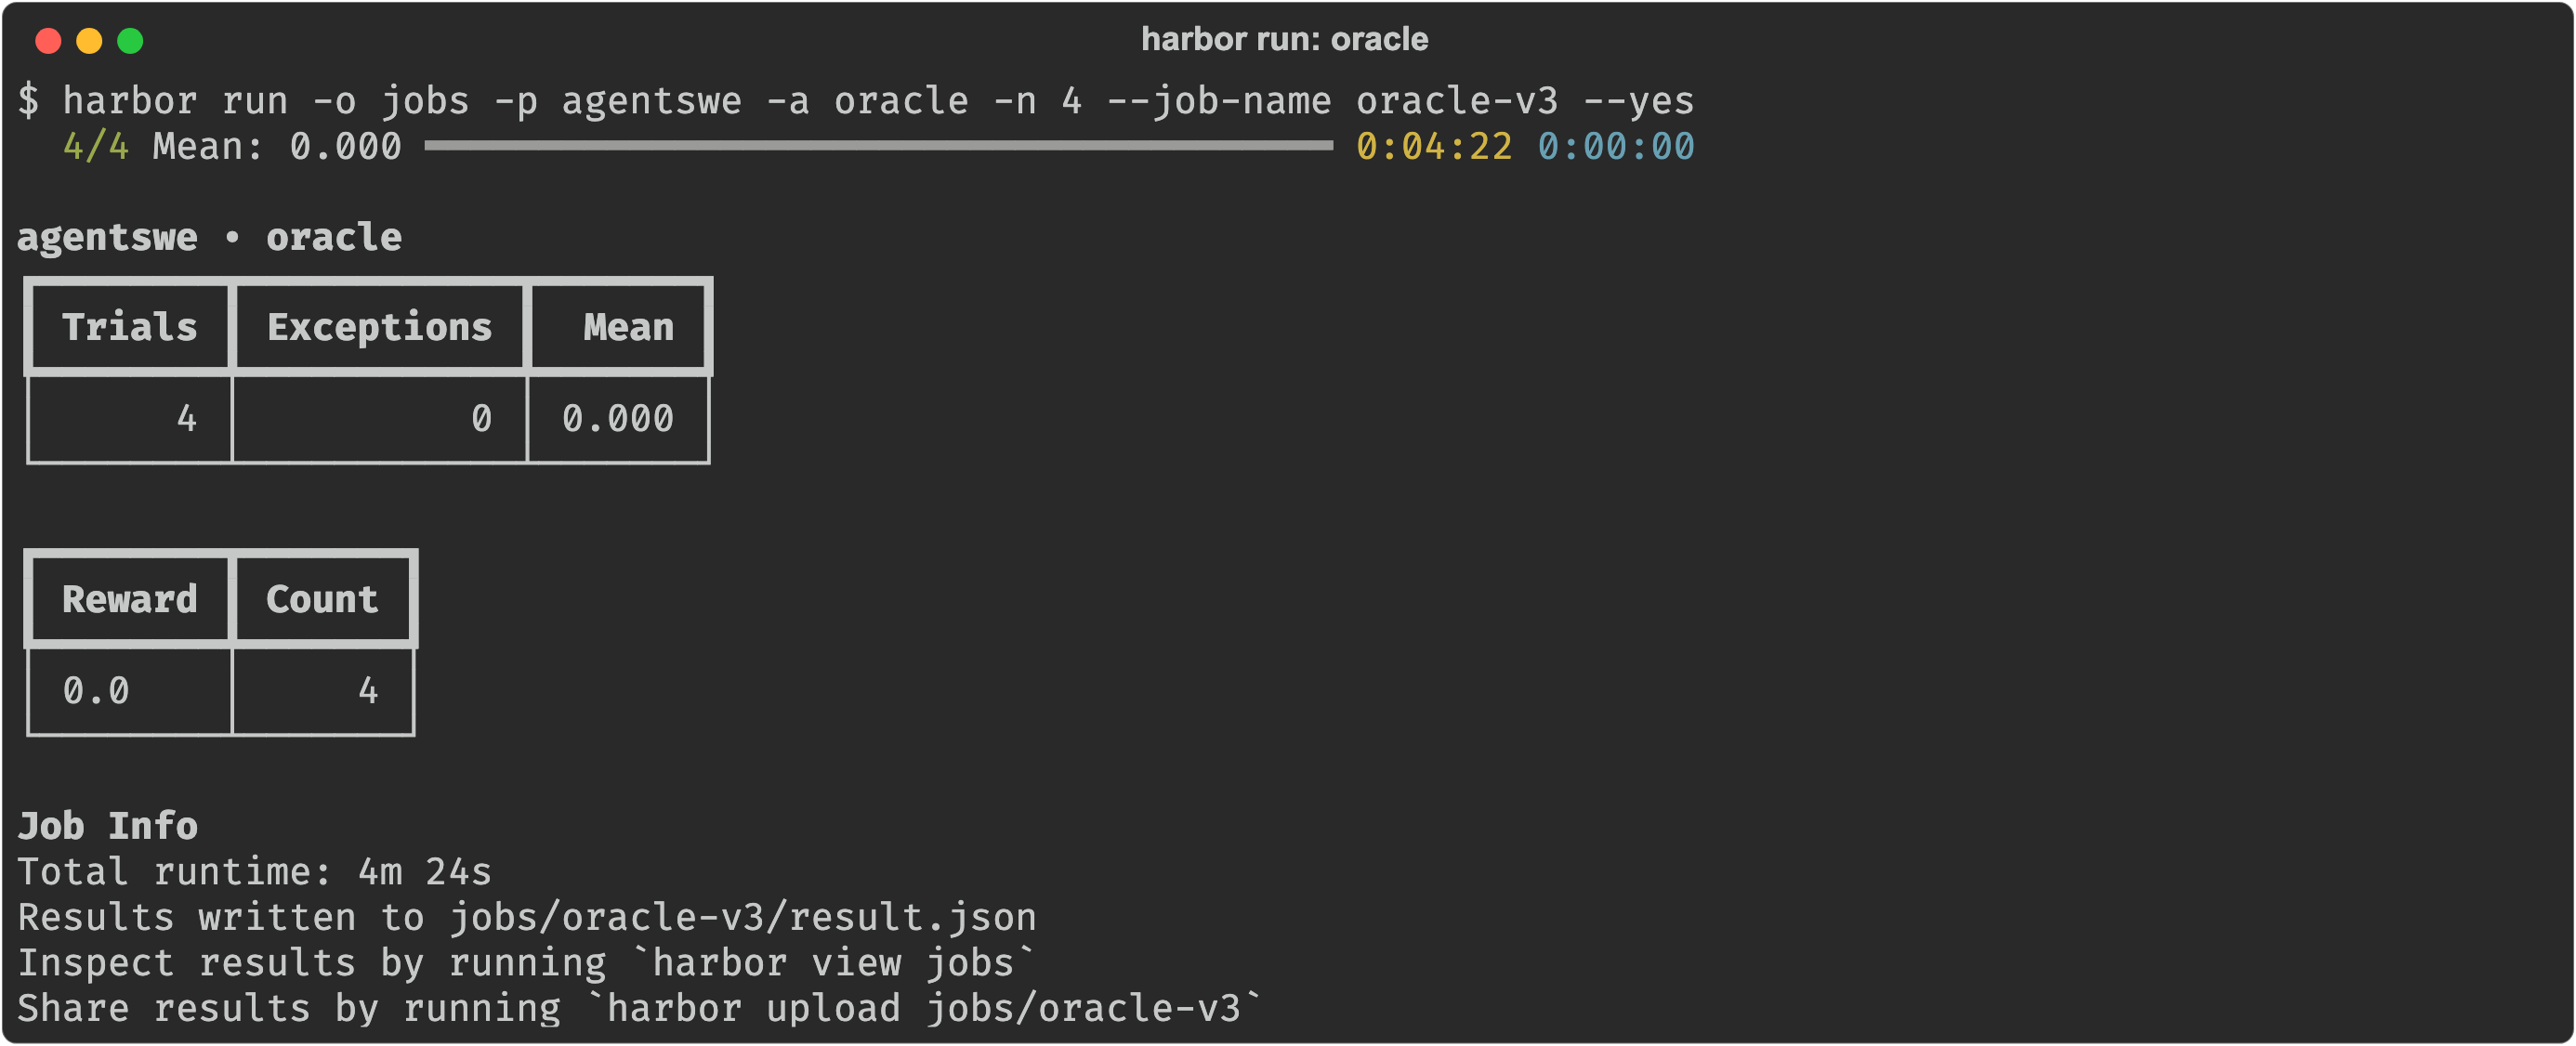 harbor run: oracle
$ harbor run -o jobs -p agentswe -a oracle -n 4 --job-name oracle-v3 --yes
4/4 Mean: 0.000 0:04:22 0:00:00
agentswe • oracle
Trials Exceptions Mean
4 0 0.000
Reward Count
0.0 4
Job Info
Total runtime: 4m 24s
Results written to jobs/oracle-v3/result.json
Inspect results by running `harbor view jobs`
Share results by running `harbor upload jobs/oracle-v3`